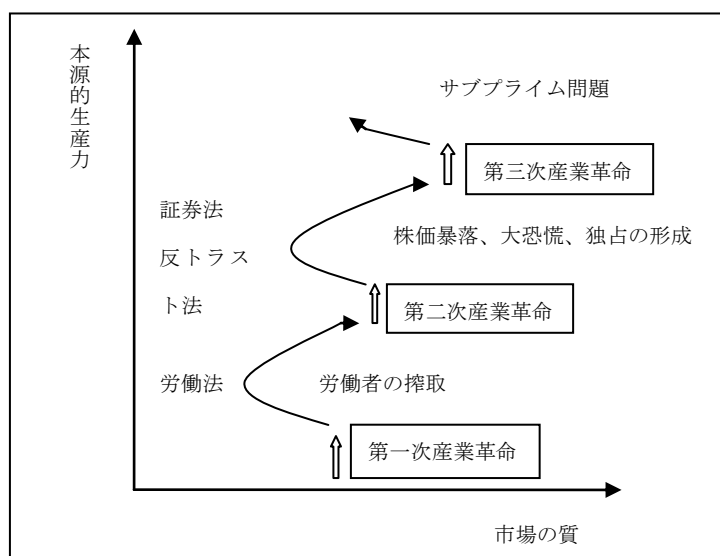 本源的生産力
サブプライム問題
第三次産業革命
証券法
反トラス
ト法
株価暴落、大恐慌、独占の形成
第二次産業革命
労働法
労働者の搾取
第一次産業革命
市場の質